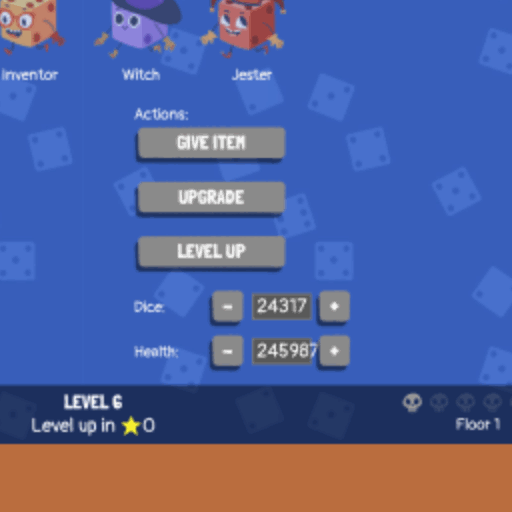 Inventor Witch Jester
Actions:
GIVE ITEM
UPGRADE
LEVEL UP
Dice: - 24317 +
Health: - 245987 +
LEVEL 6
Level up in ★0
Floor 1